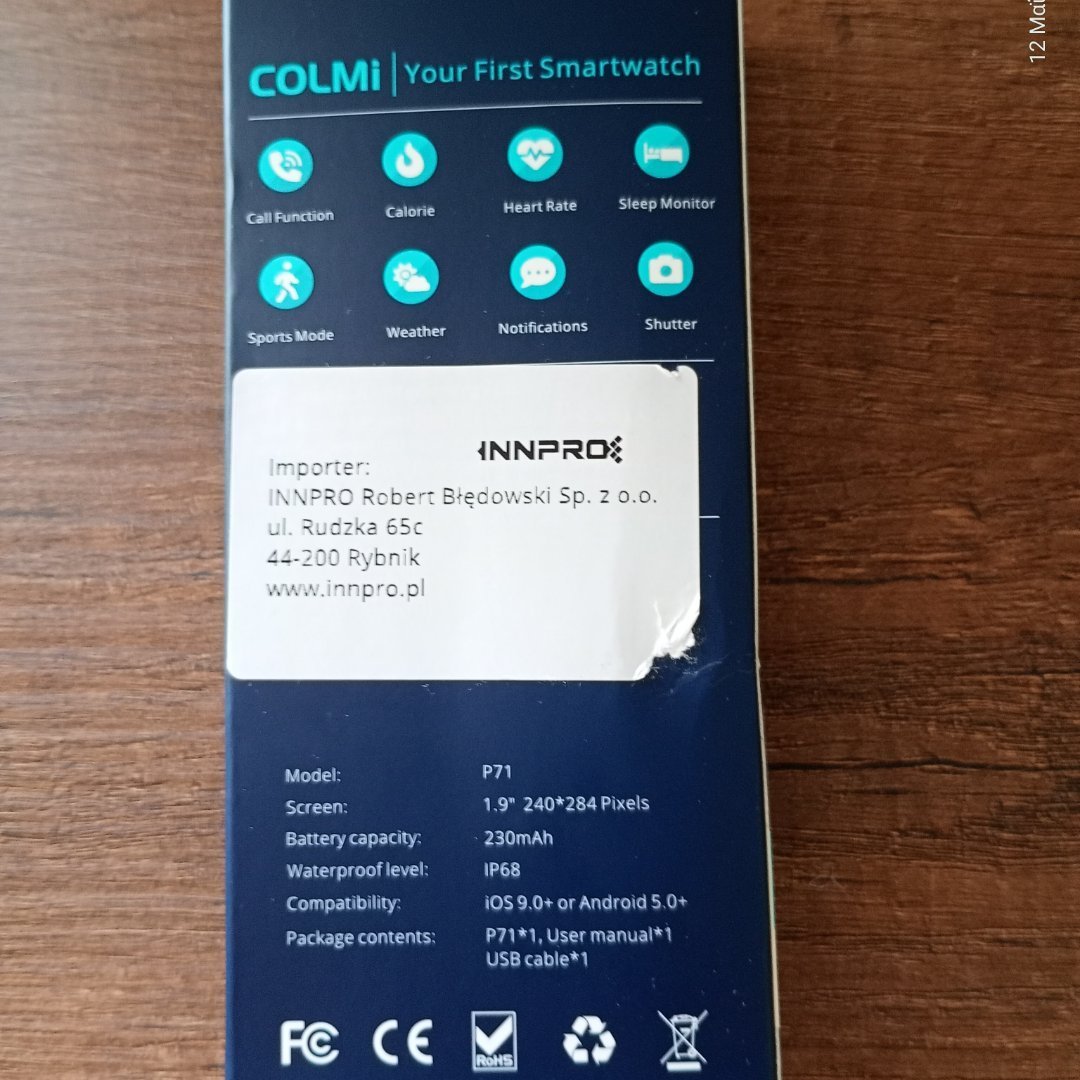 12 Маи
COLMi | Your First Smartwatch
Call Function Calorie Heart Rate Sleep Monitor
Sports Mode Weather Notifications Shutter
INNPRO
Importer:
INNPRO Robert Błędowski Sp. z o.o.
ul. Rudzka 65c
44-200 Rybnik
www.innpro.pl
Model: P71
Screen: 1.9" 240*284 Pixels
Battery capacity: 230mAh
Waterproof level: IP68
Compatibility: iOS 9.0+ or Android 5.0+
Package contents: P71*1, User manual*1
USB cable*1
FC CE RoHS